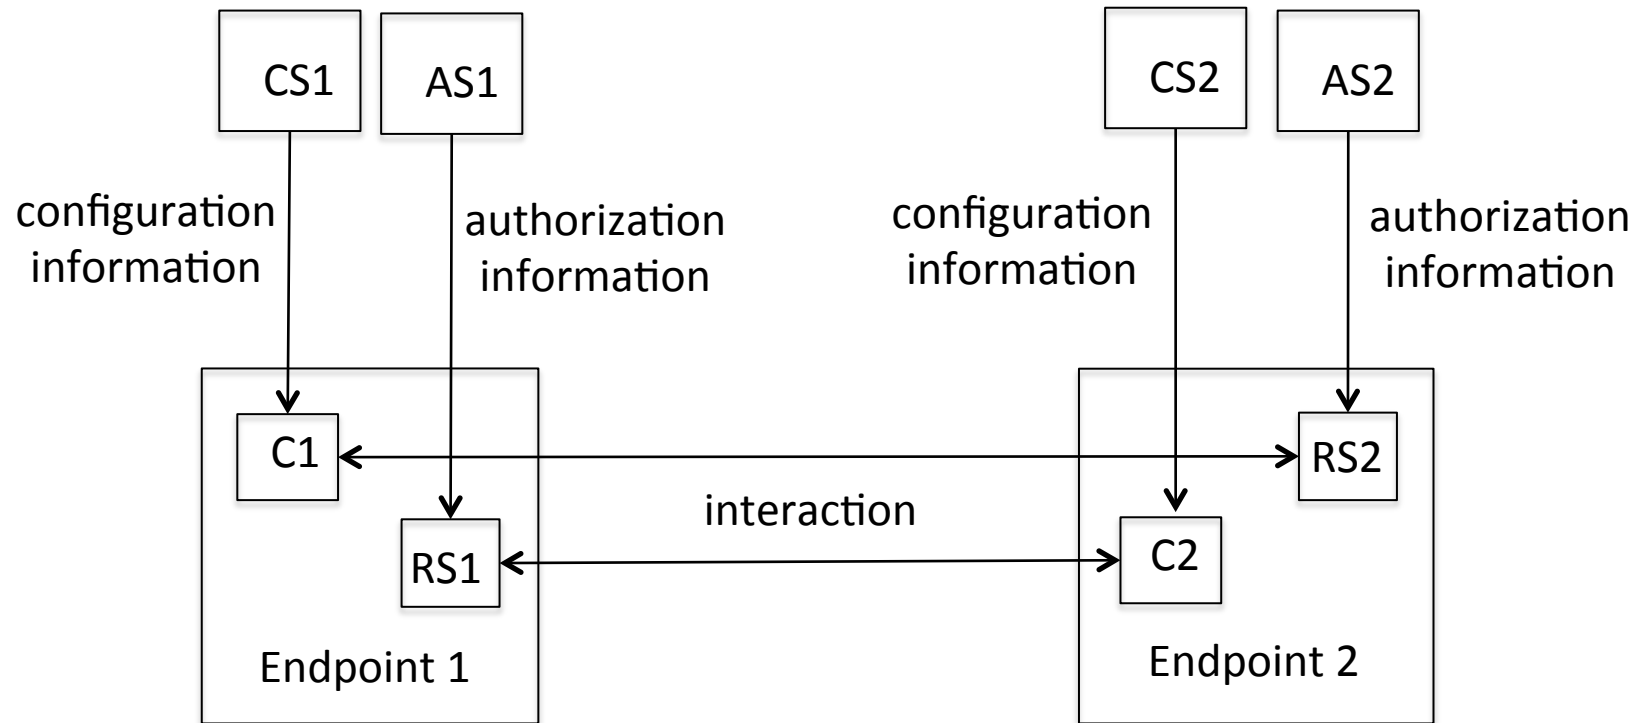 CS1
AS1
CS2
AS2
configuration
information
authorization
information
configuration
information
authorization
information
C1
RS2
interaction
RS1
C2
Endpoint 1
Endpoint 2